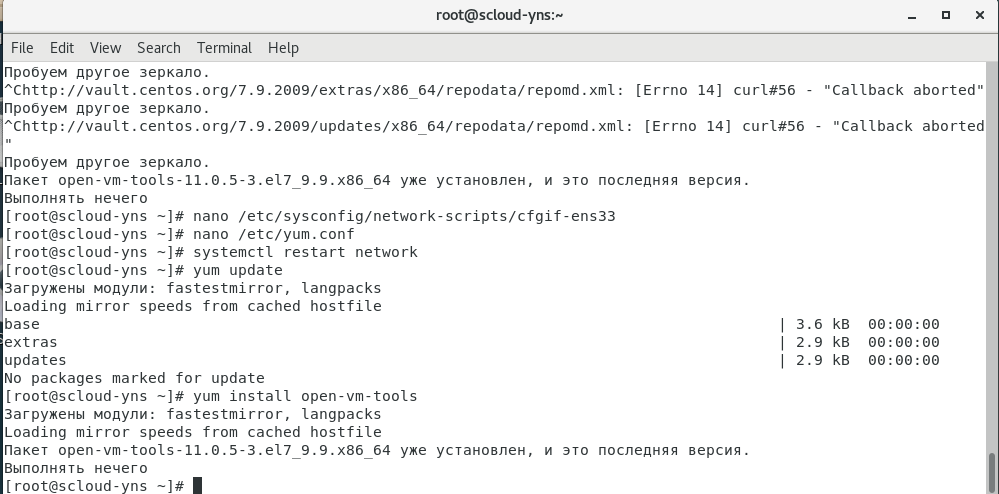 root@scloud-yns:~
File Edit View Search Terminal Help
Пробуем другое зеркало.
^Chttp://vault.centos.org/7.9.2009/extras/x86_64/repodata/repomd.xml: [Errno 14] curl#56 - "Callback aborted"
Пробуем другое зеркало.
^Chttp://vault.centos.org/7.9.2009/updates/x86_64/repodata/repomd.xml: [Errno 14] curl#56 - "Callback aborted
"
Пробуем другое зеркало.
Пакет open-vm-tools-11.0.5-3.el7_9.9.x86_64 уже установлен, и это последняя версия.
Выполнять нечего
[root@scloud-yns ~]# nano /etc/sysconfig/network-scripts/cfgif-ens33
[root@scloud-yns ~]# nano /etc/yum.conf
[root@scloud-yns ~]# systemctl restart network
[root@scloud-yns ~]# yum update
Загружены модули: fastestmirror, langpacks
Loading mirror speeds from cached hostfile
base | 3.6 kB 00:00:00
extras | 2.9 kB 00:00:00
updates | 2.9 kB 00:00:00
No packages marked for update
[root@scloud-yns ~]# yum install open-vm-tools
Загружены модули: fastestmirror, langpacks
Loading mirror speeds from cached hostfile
Пакет open-vm-tools-11.0.5-3.el7_9.9.x86_64 уже установлен, и это последняя версия.
Выполнять нечего
[root@scloud-yns ~]#